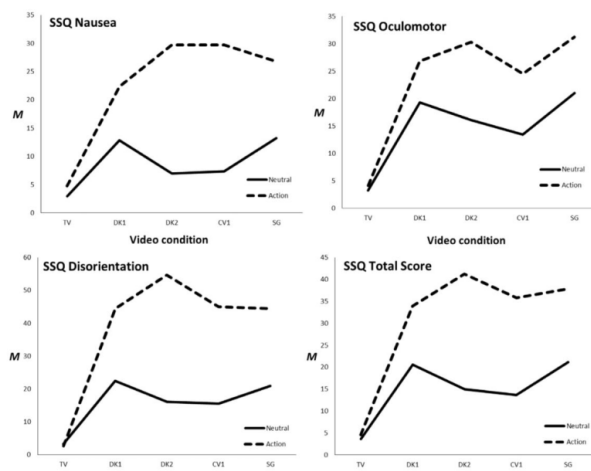 SSQ Nausea
35
30
25
20
15
10
5
0
M
TV DK1 DK2 CV1 SG
Neutral
Action
Video condition
SSQ Oculomotor
35
30
25
20
15
10
5
0
M
TV DK1 DK2 CV1 SG
Neutral
Action
Video condition
SSQ Disorientation
60
50
40
30
20
10
0
M
TV DK1 DK2 CV1 SG
Neutral
Action
SSQ Total Score
45
40
35
30
25
20
15
10
5
0
M
TV DK1 DK2 CV1 SG
Neutral
Action